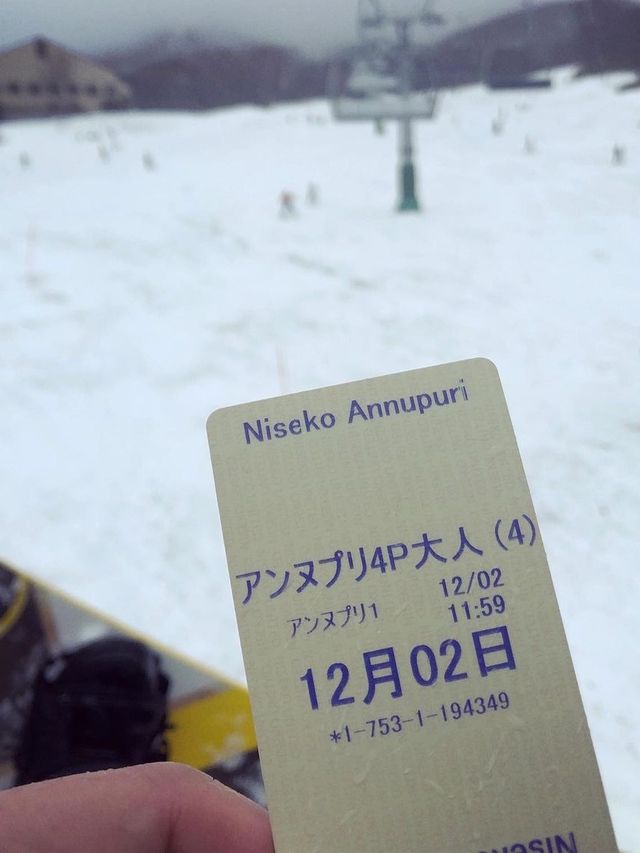 Niseko Annupuri
アンヌプリ4P大人(4)
12/02
アンヌプリ1 11:59
12月02日
*1-753-1-194349